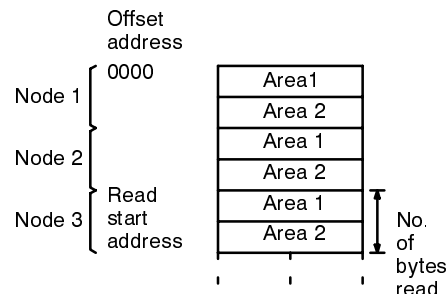 Offset
address
0000
Node 1
Area1
Area 2
Node 2
Area 1
Area 2
Node 3
Read
start
address
Area 1
Area 2
No.
of
bytes
read